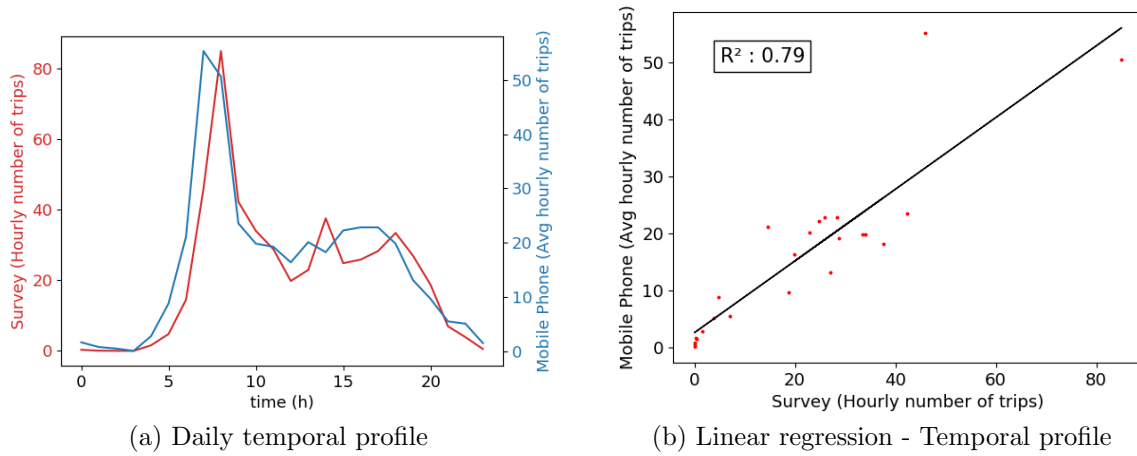 80
60
40
20
0
Survey (Hourly number of trips)
50
40
30
20
10
0
Mobile Phone (Avg hourly number of trips)
0 5 10 15 20
time (h)
(a) Daily temporal profile
R² : 0.79
50
40
30
20
10
0
Mobile Phone (Avg hourly number of trips)
0 20 40 60 80
Survey (Hourly number of trips)
(b) Linear regression - Temporal profile